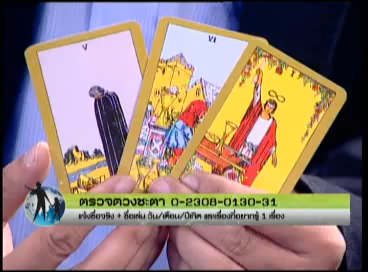 V
VI
I
ตรวจดวงชะตา 0-2308-0130-31
แจ้งชื่อจริง + ชื่อเล่น วัน/เดือน/ปีเกิด และเรื่องที่อยากรู้ 1 เรื่อง